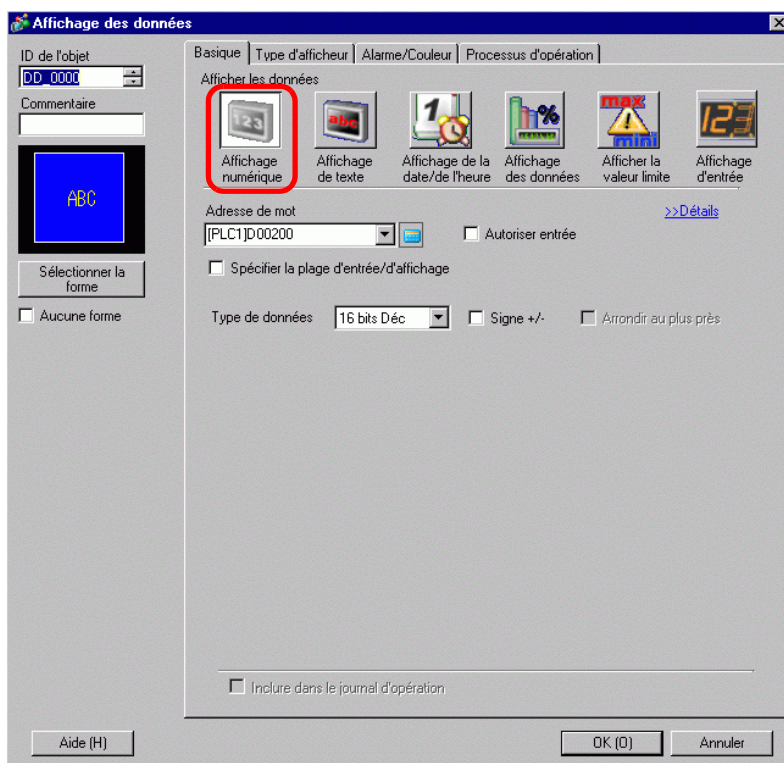 Affichage des données
ID de l'objet
DD_0000
Commentaire
ABC
Sélectionner la
forme
Aucune forme
Basique
Type d'afficheur
Alarme/Couleur
Processus d'opération
Afficher les données
123
abc
1
%
max
mini
123
Affichage
numérique
Affichage
de texte
Affichage de la
date/de l'heure
Affichage
des données
Afficher la
valeur limite
Affichage
d'entrée
Adresse de mot
>>Détails
[PLC1]D00200
Autoriser entrée
Spécifier la plage d'entrée/d'affichage
Type de données
16 bits Déc
Signe +/-
Arrondir au plus près
Inclure dans le journal d'opération
Aide (H)
OK (O)
Annuler